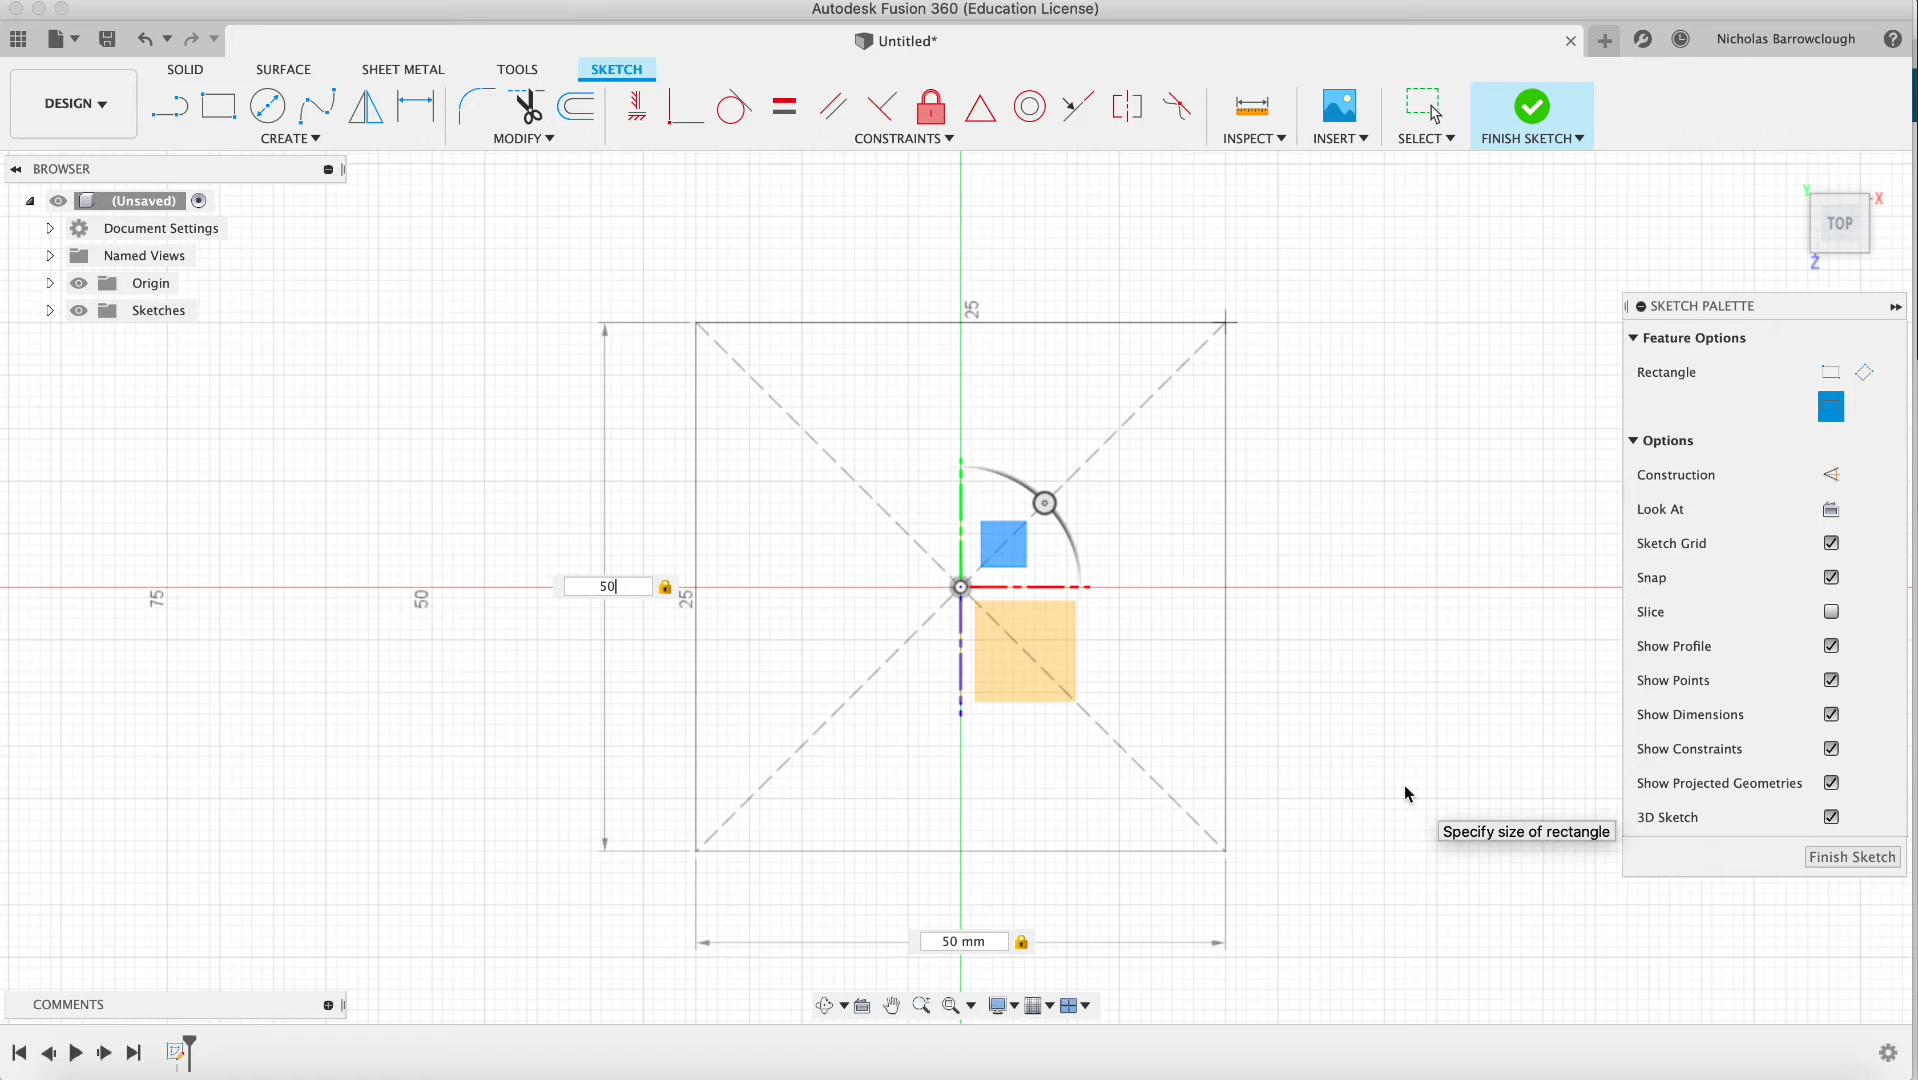 Autodesk Fusion 360 (Education License)
Untitled*
Nicholas Barrowclough
DESIGN
SOLID
SURFACE
SHEET METAL
TOOLS
SKETCH
CREATE
MODIFY
CONSTRAINTS
INSPECT
INSERT
SELECT
FINISH SKETCH
BROWSER
(Unsaved)
Document Settings
Named Views
Origin
Sketches
Y
X
TOP
Z
25
75
50
50
25
50 mm
SKETCH PALETTE
Feature Options
Rectangle
Options
Construction
Look At
Sketch Grid
Snap
Slice
Show Profile
Show Points
Show Dimensions
Show Constraints
Show Projected Geometries
3D Sketch
Specify size of rectangle
Finish Sketch
COMMENTS